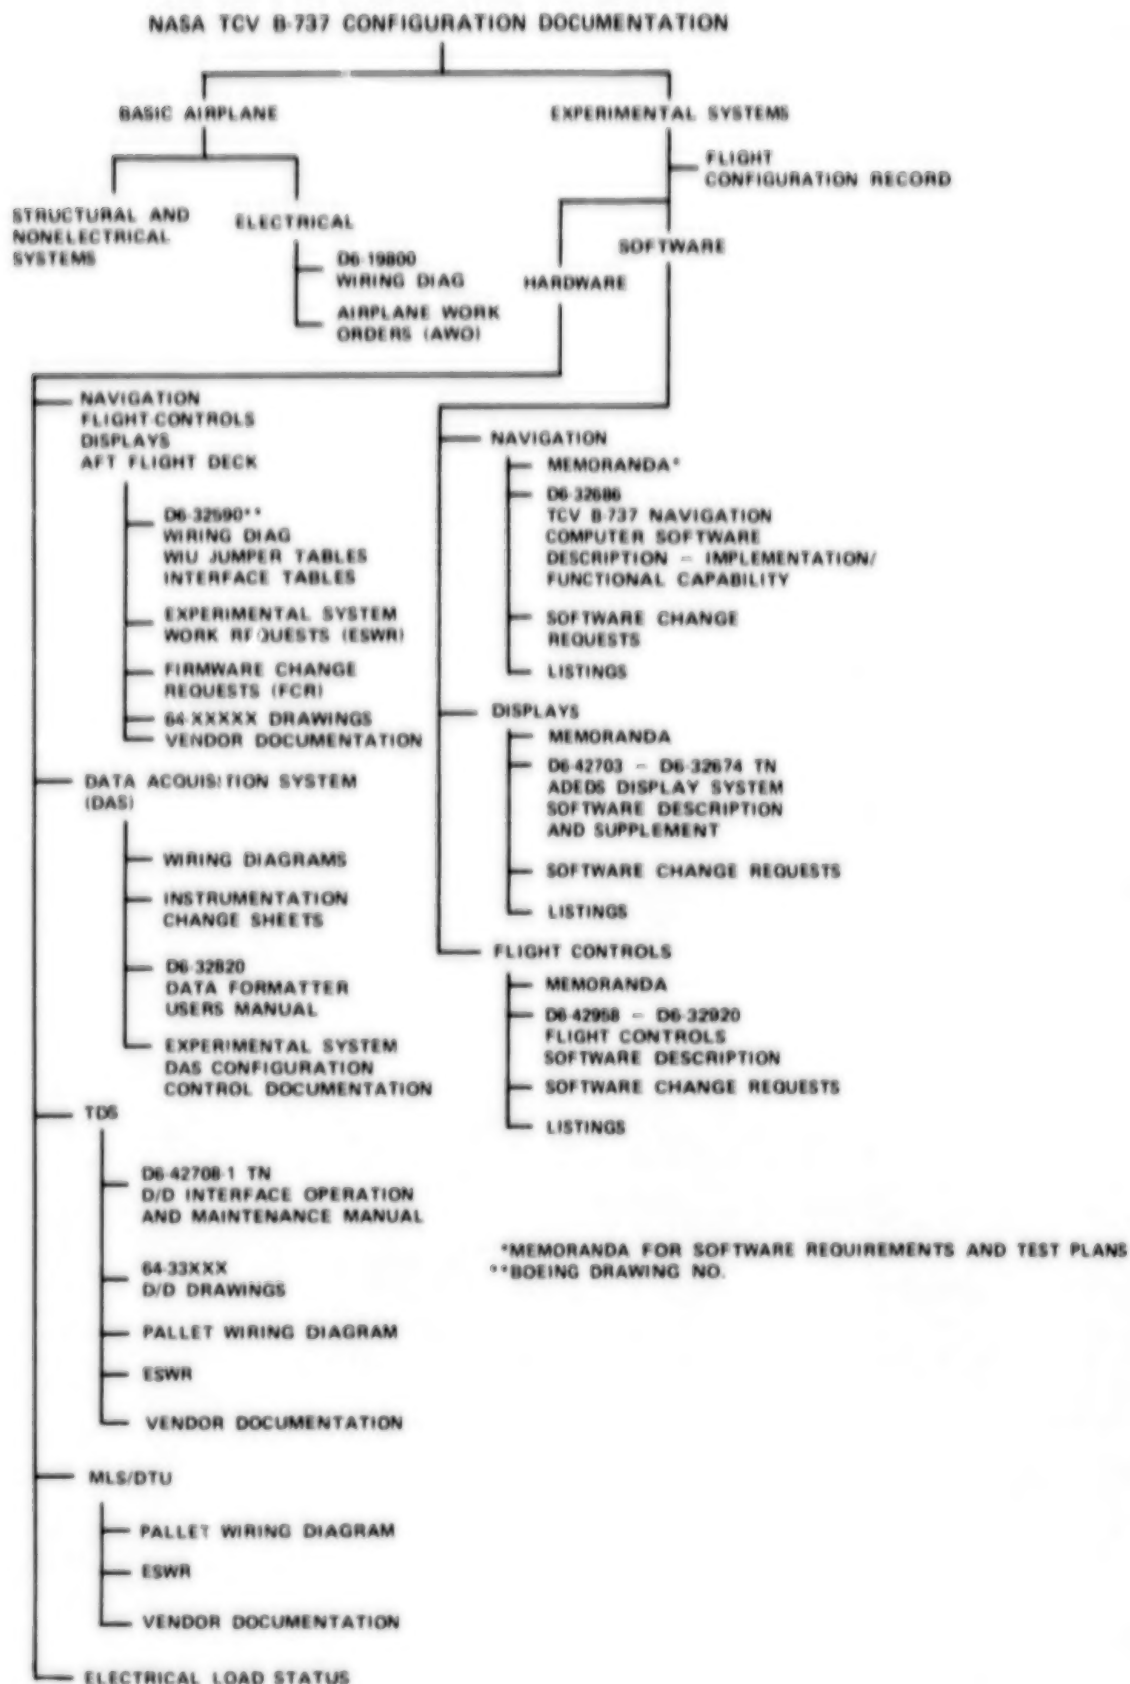 NASA TCV B-737 CONFIGURATION DOCUMENTATION
BASIC AIRPLANE
EXPERIMENTAL SYSTEMS
FLIGHT
CONFIGURATION RECORD
STRUCTURAL AND
NONELECTRICAL
SYSTEMS
ELECTRICAL
D6-19800
WIRING DIAG
AIRPLANE WORK
ORDERS (AWO)
HARDWARE
SOFTWARE
NAVIGATION
FLIGHT-CONTROLS
DISPLAYS
AFT FLIGHT DECK
D6-32590**
WIRING DIAG
WIU JUMPER TABLES
INTERFACE TABLES
EXPERIMENTAL SYSTEM
WORK REQUESTS (ESWR)
FIRMWARE CHANGE
REQUESTS (FCR)
64-XXXXX DRAWINGS
VENDOR DOCUMENTATION
DATA ACQUISITION SYSTEM
(DAS)
WIRING DIAGRAMS
INSTRUMENTATION
CHANGE SHEETS
D6-32820
DATA FORMATTER
USERS MANUAL
EXPERIMENTAL SYSTEM
DAS CONFIGURATION
CONTROL DOCUMENTATION
TDS
D6-42708-1 TN
D/D INTERFACE OPERATION
AND MAINTENANCE MANUAL
64-33XXX
D/D DRAWINGS
PALLET WIRING DIAGRAM
ESWR
VENDOR DOCUMENTATION
MLS/DTU
PALLET WIRING DIAGRAM
ESWR
VENDOR DOCUMENTATION
ELECTRICAL LOAD STATUS
NAVIGATION
MEMORANDA*
D6-32686
TCV B-737 NAVIGATION
COMPUTER SOFTWARE
DESCRIPTION - IMPLEMENTATION/
FUNCTIONAL CAPABILITY
SOFTWARE CHANGE
REQUESTS
LISTINGS
DISPLAYS
MEMORANDA
D6-42703 - D6-32674 TN
ADEDS DISPLAY SYSTEM
SOFTWARE DESCRIPTION
AND SUPPLEMENT
SOFTWARE CHANGE REQUESTS
LISTINGS
FLIGHT CONTROLS
MEMORANDA
D6-42958 - D6-32920
FLIGHT CONTROLS
SOFTWARE DESCRIPTION
SOFTWARE CHANGE REQUESTS
LISTINGS
*MEMORANDA FOR SOFTWARE REQUIREMENTS AND TEST PLANS
**BOEING DRAWING NO.